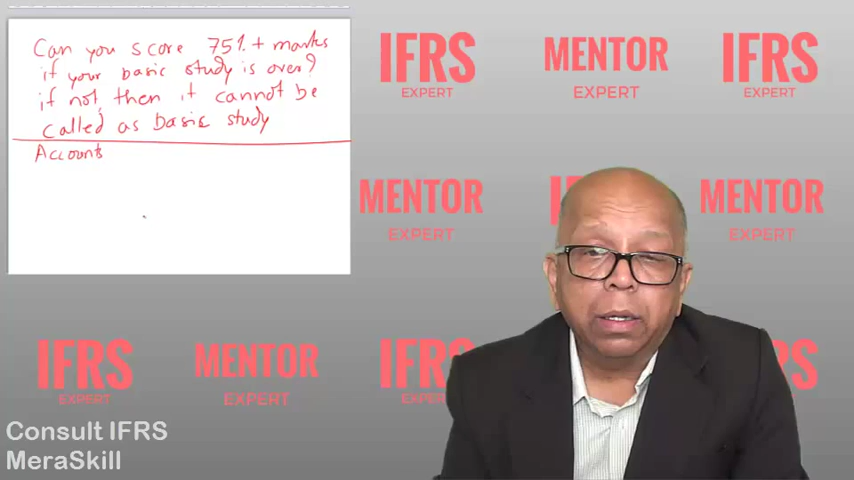 Can you score 75% + marks
if your basic study is over?
if not, then it cannot be
called as basic study
Accounts
IFRS
EXPERT
MENTOR
EXPERT
IFRS
EXPERT
MENTOR
EXPERT
MENTOR
EXPERT
IFRS
EXPERT
MENTOR
EXPERT
IFRS
Consult IFRS
MeraSkill